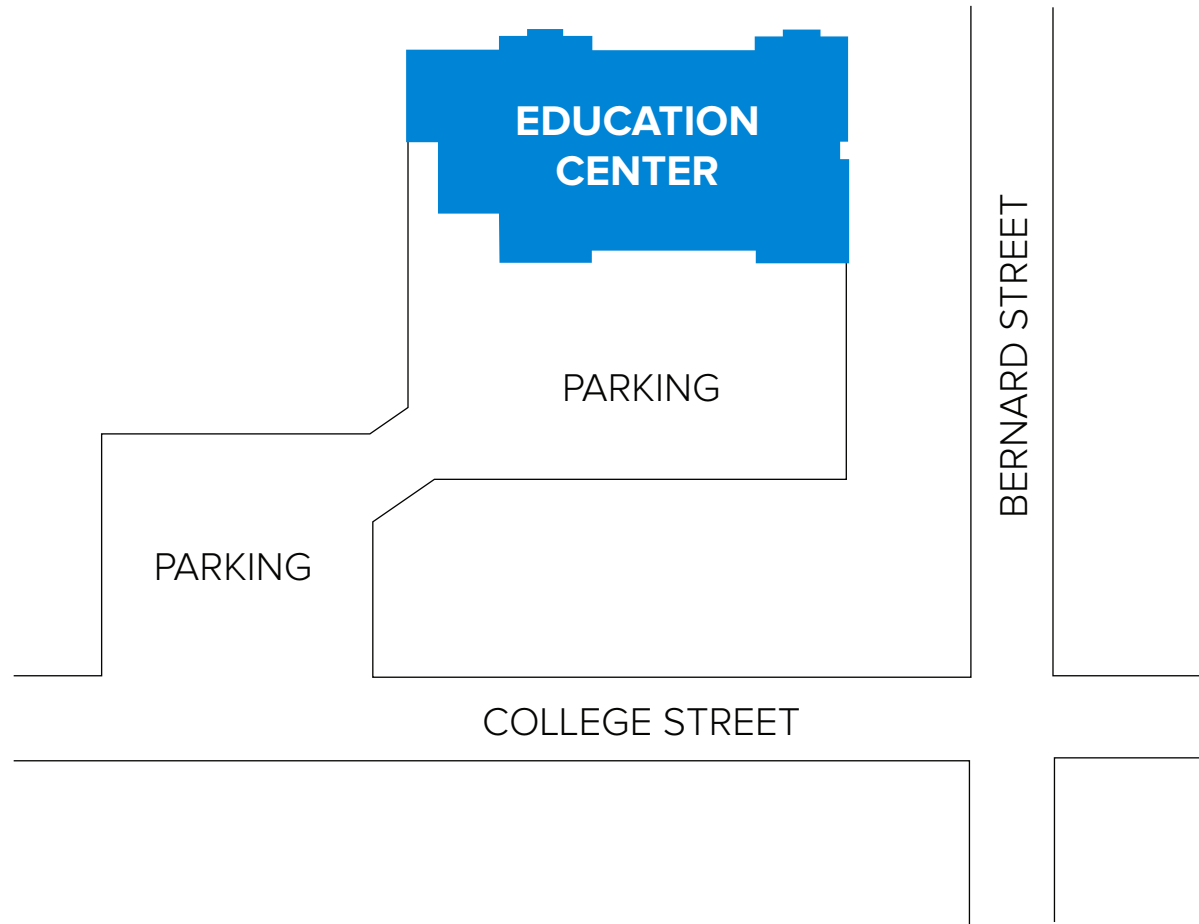 EDUCATION
CENTER
PARKING
BERNARD STREET
PARKING
COLLEGE STREET